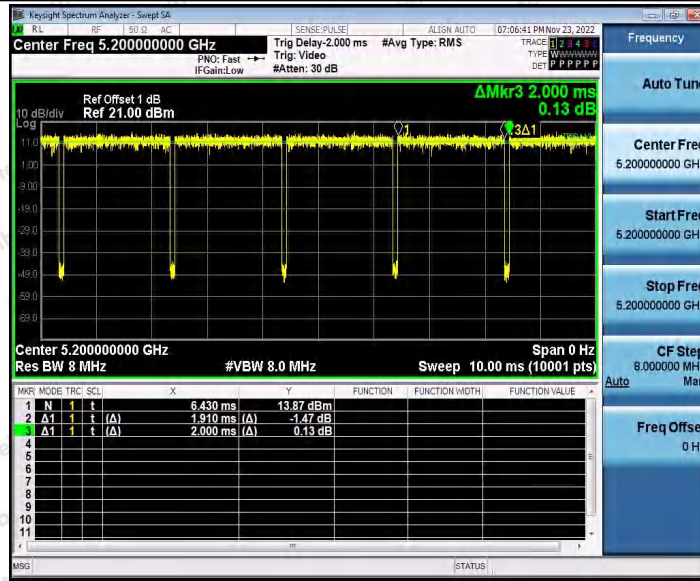 Keysight Spectrum Analyzer - Swept SA
RL RF 50 Ω AC SENSE:PULSE ALIGN AUTO 07:06:41 PM Nov 23, 2022
Center Freq 5.200000000 GHz
PNO: Fast
IFGain:Low
Trig Delay-2.000 ms
Trig: Video
#Atten: 30 dB
#Avg Type: RMS
TRACE 1 2 3 4 5 6
TYPE W
DET P P P P P P
Frequency
Auto Tune
Center Freq
5.200000000 GH
Start Freq
5.200000000 GH
Stop Freq
5.200000000 GH
CF Step
8.000000 MH
Auto Ma
Freq Offset
0 H
ΔMkr3 2.000 ms
0.13 dB
Ref Offset 1 dB
10 dB/div Ref 21.00 dBm
Log
1
3Δ1
11.0
1.00
-9.00
-19.0
-29.0
-39.0
-49.0
-59.0
-69.0
Center 5.200000000 GHz Span 0 Hz
Res BW 8 MHz #VBW 8.0 MHz Sweep 10.00 ms (10001 pts)
MKR MODE TRC SCL X Y FUNCTION FUNCTION WIDTH FUNCTION VALUE
1 N 1 t 6.430 ms 13.87 dBm
2 Δ1 1 t (Δ) 1.910 ms (Δ) -1.47 dB
3 Δ1 1 t (Δ) 2.000 ms (Δ) 0.13 dB
4
5
6
7
8
9
10
11
MSG STATUS